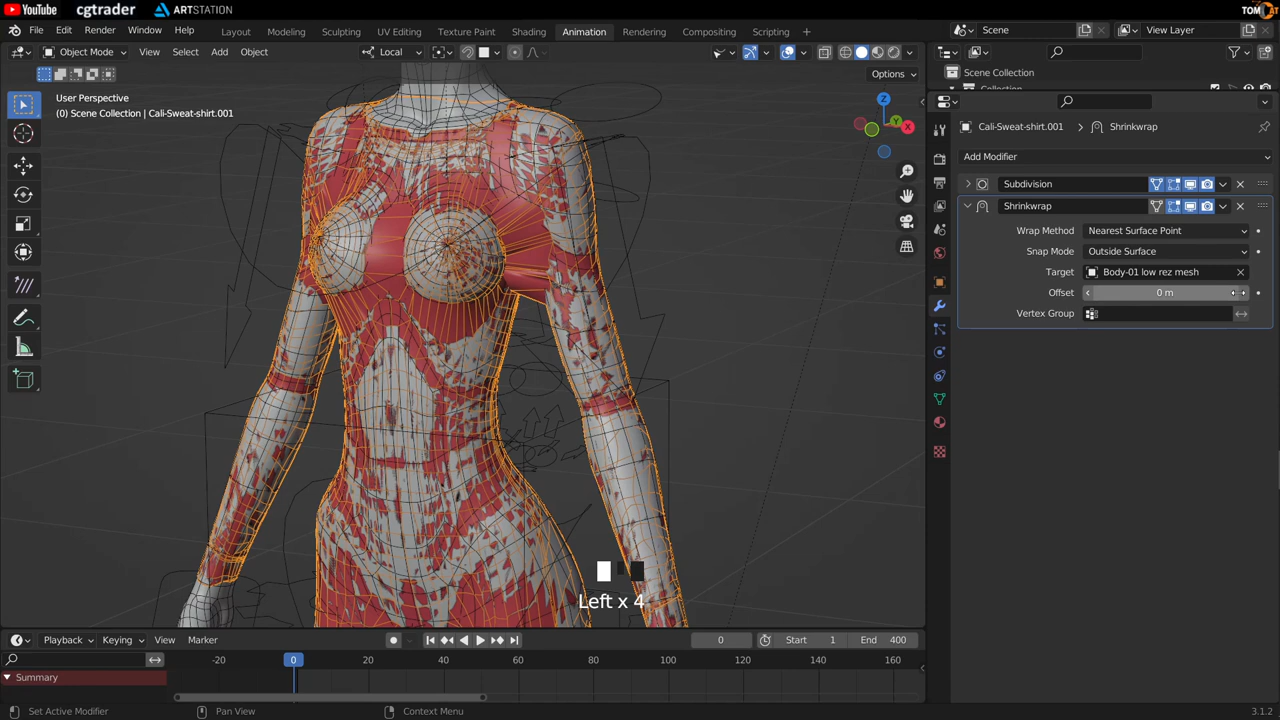 YouTube cgtrader ARTSTATION TOMCAT
File Edit Render Window Help Layout Modeling Sculpting UV Editing Texture Paint Shading Animation Rendering Compositing Scripting + Scene View Layer
Object Mode View Select Add Object Local
Options
User Perspective
(0) Scene Collection | Cali-Sweat-shirt.001
Z
Y
X
Scene Collection
Collection
Cali-Sweat-shirt.001 > Shrinkwrap
Add Modifier
Subdivision
Shrinkwrap
Wrap Method Nearest Surface Point
Snap Mode Outside Surface
Target Body-01 low rez mesh
Offset 0 m
Vertex Group
Left x 4
Playback Keying View Marker 0 Start 1 End 400
-20 0 20 40 60 80 100 120 140 160
Summary
Set Active Modifier Pan View Context Menu 3.1.2